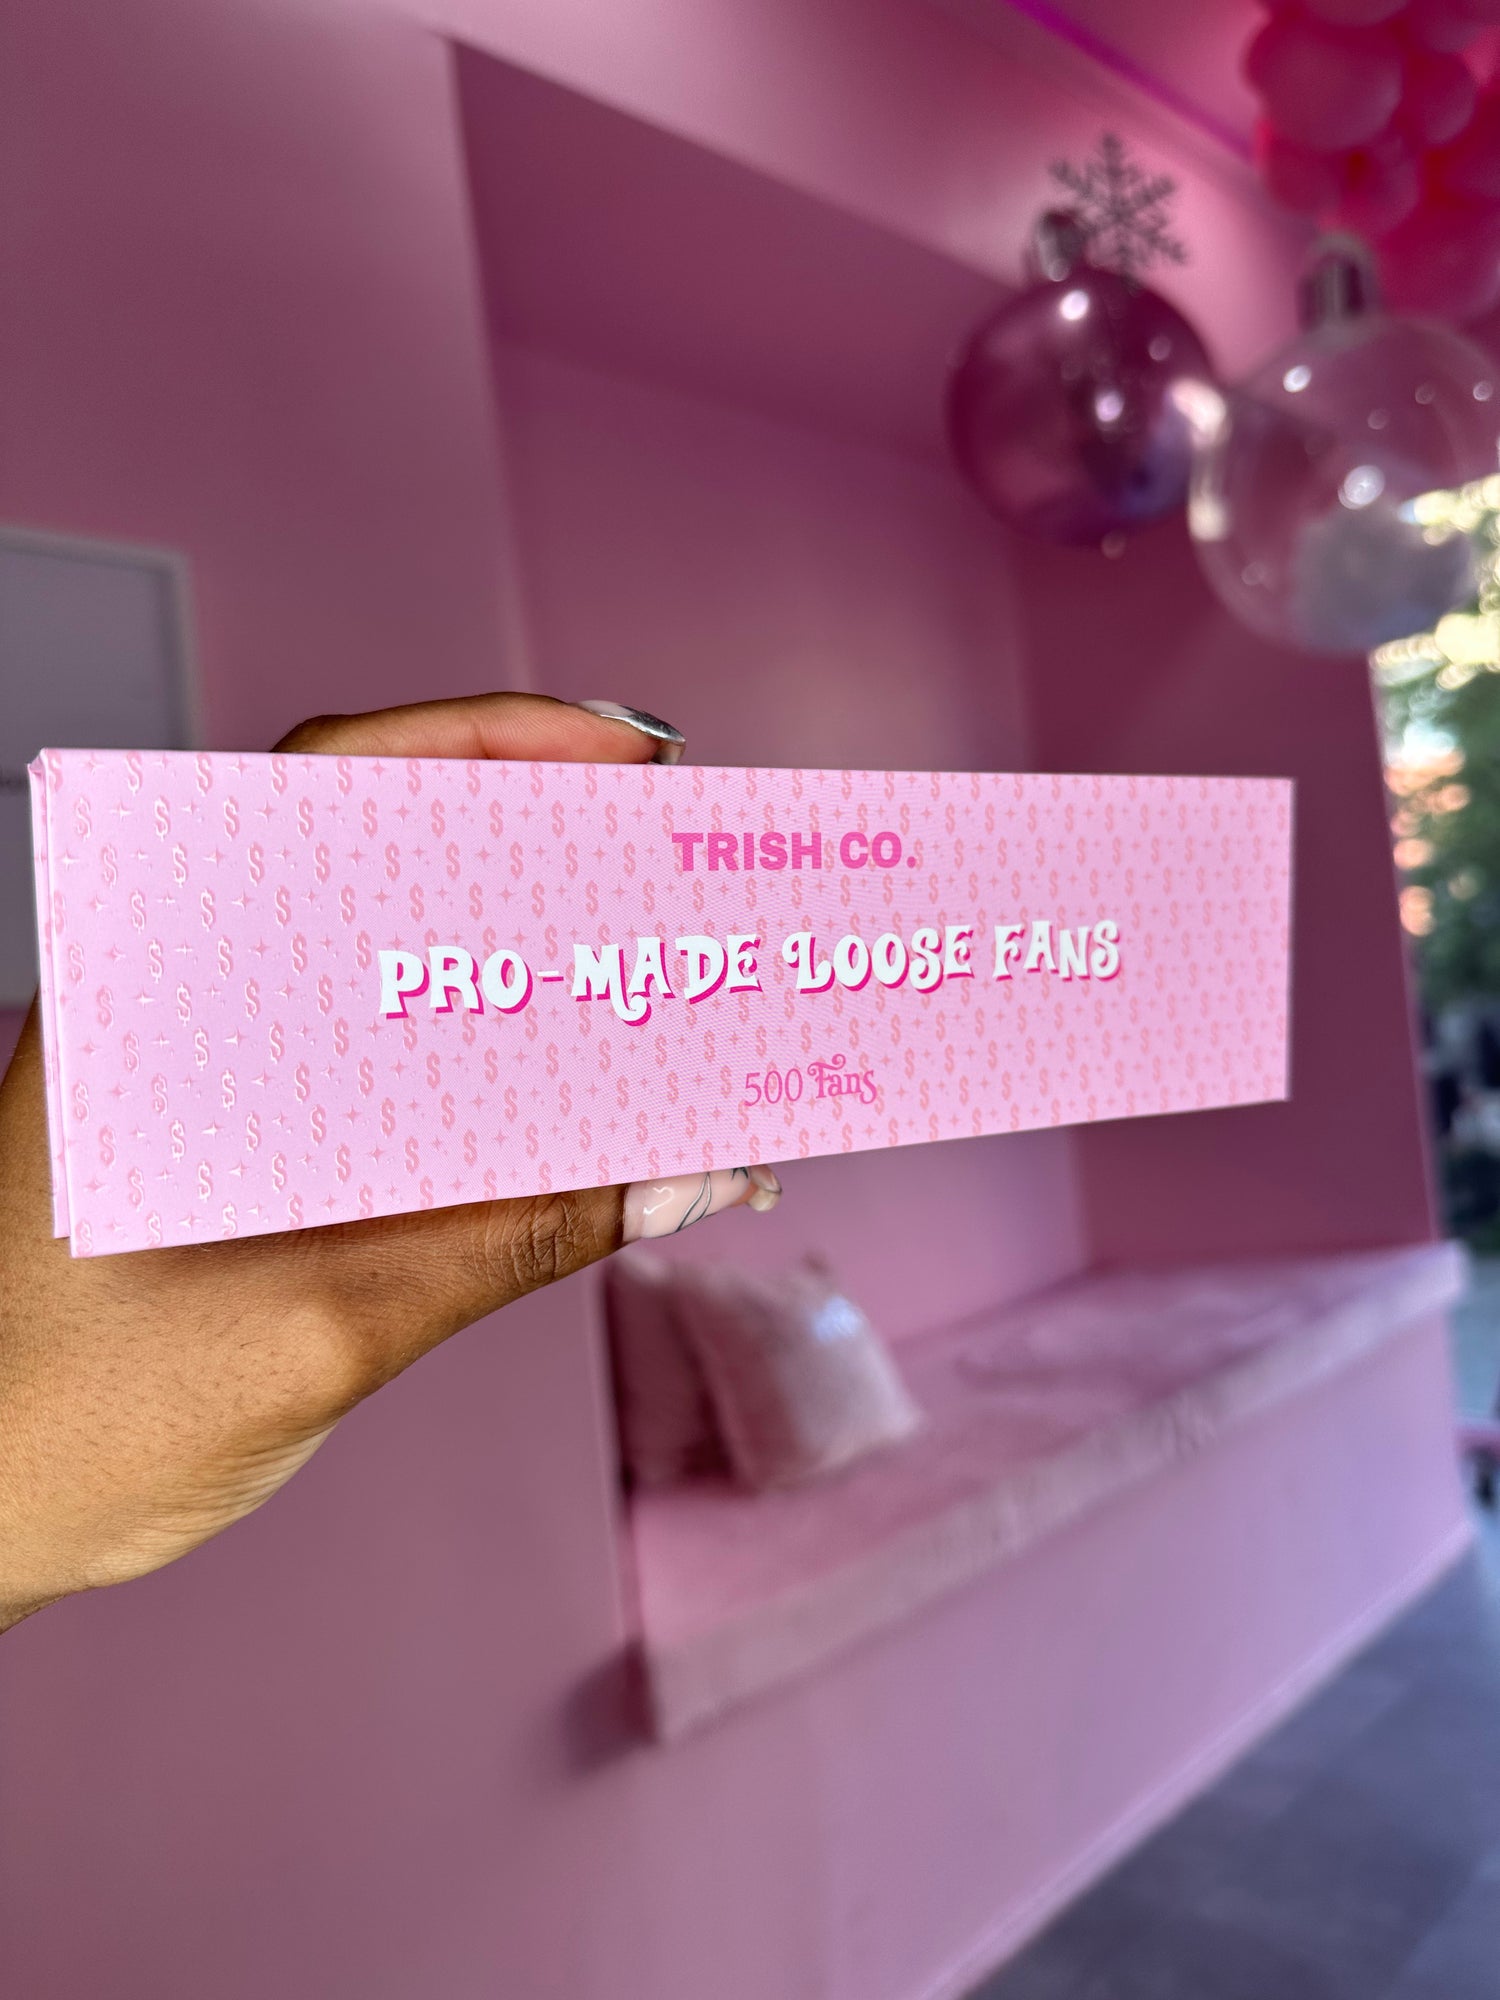 TRISH CO.
PRO-MADE LOOSE FANS
500 Fans